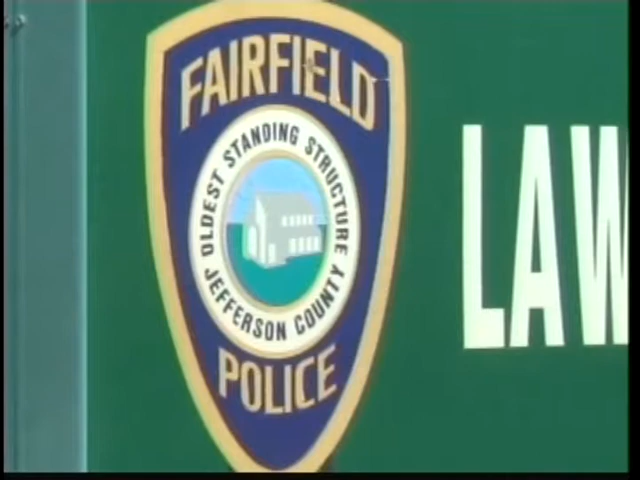 FAIRFIELD
OLDEST STANDING STRUCTURE
JEFFERSON COUNTY
POLICE
LAW